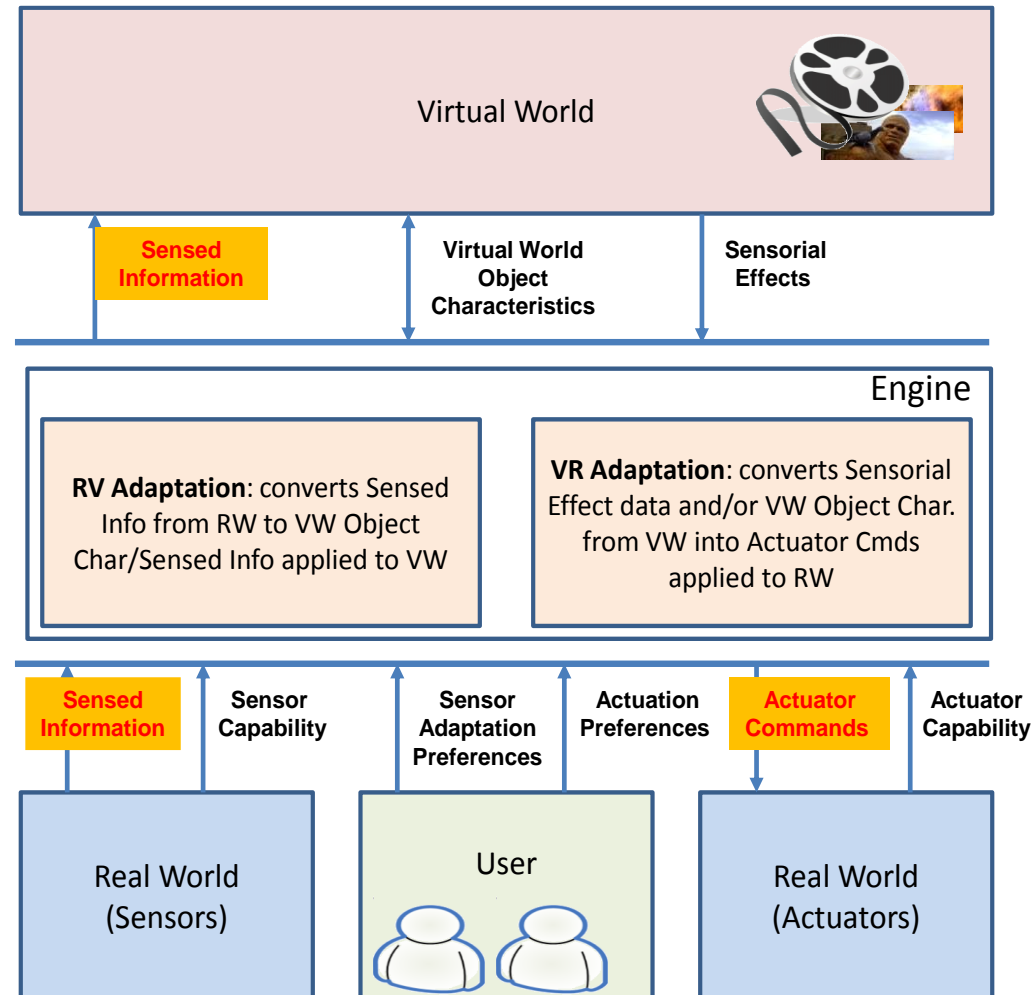 Virtual World
Sensed
Information
Virtual World
Object
Characteristics
Sensorial
Effects
Engine
RV Adaptation: converts Sensed
Info from RW to VW Object
Char/Sensed Info applied to VW
VR Adaptation: converts Sensorial
Effect data and/or VW Object Char.
from VW into Actuator Cmds
applied to RW
Sensed
Information
Sensor
Capability
Sensor
Adaptation
Preferences
Actuation
Preferences
Actuator
Commands
Actuator
Capability
Real World
(Sensors)
User
Real World
(Actuators)